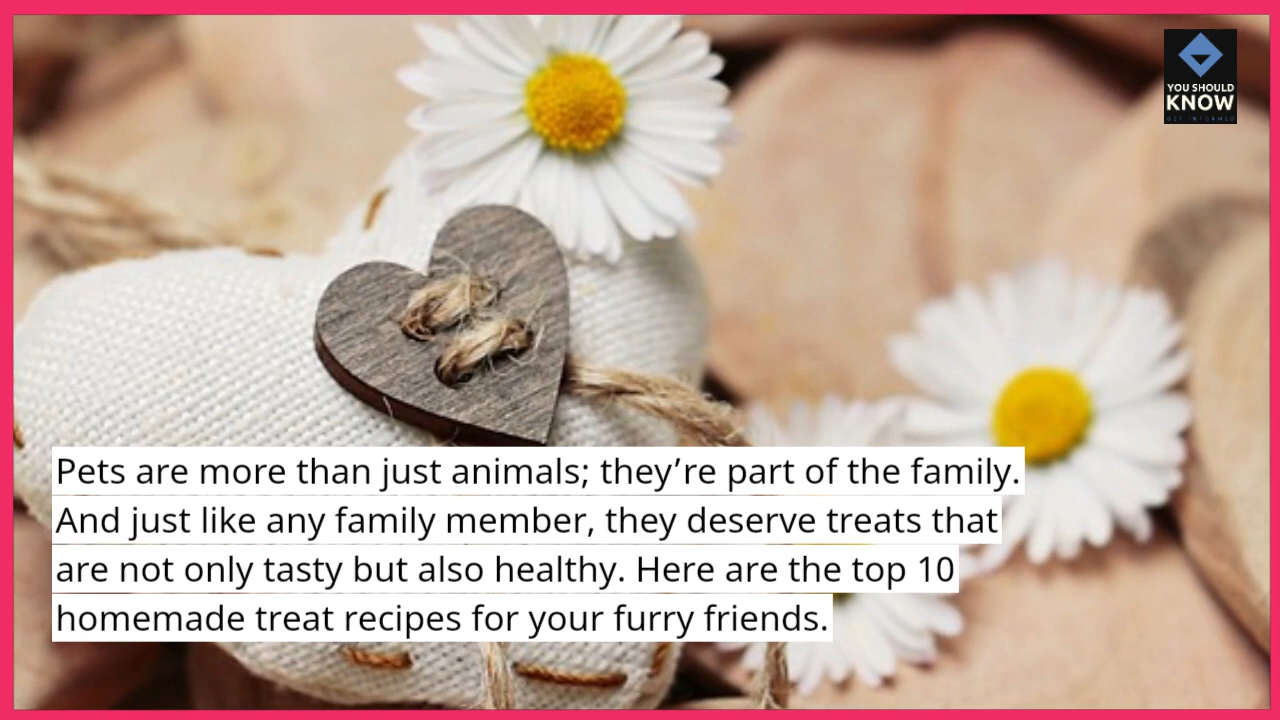 YOU SHOULD
KNOW
GET INFORMED
Pets are more than just animals; they’re part of the family.
And just like any family member, they deserve treats that
are not only tasty but also healthy. Here are the top 10
homemade treat recipes for your furry friends.